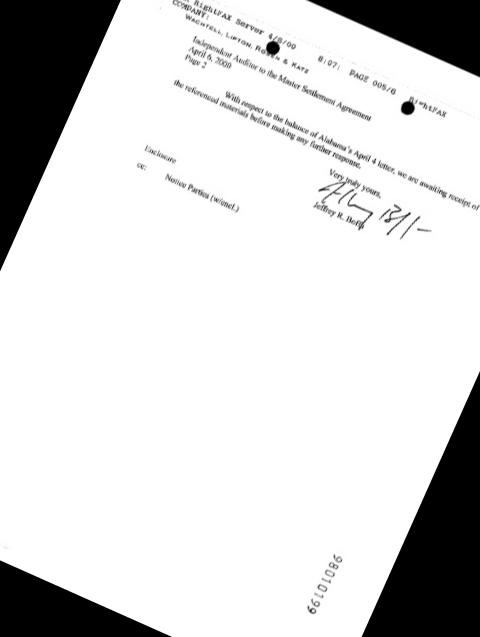 RightFAX Server 4/6/00 8:07; PAGE 005/6 RightFAX
COMPANY:
WACHTELL, LIPTON, ROSEN & KATZ
Independent Auditor to the Master Settlement Agreement
April 6, 2000
Page 2
With respect to the balance of Alabama's April 4 letter, we are awaiting receipt of
the referenced materials before making any further response.
Very truly yours,
Jeffrey R.
Enclosure
cc: Notice Parties (w/encl.)
98010199